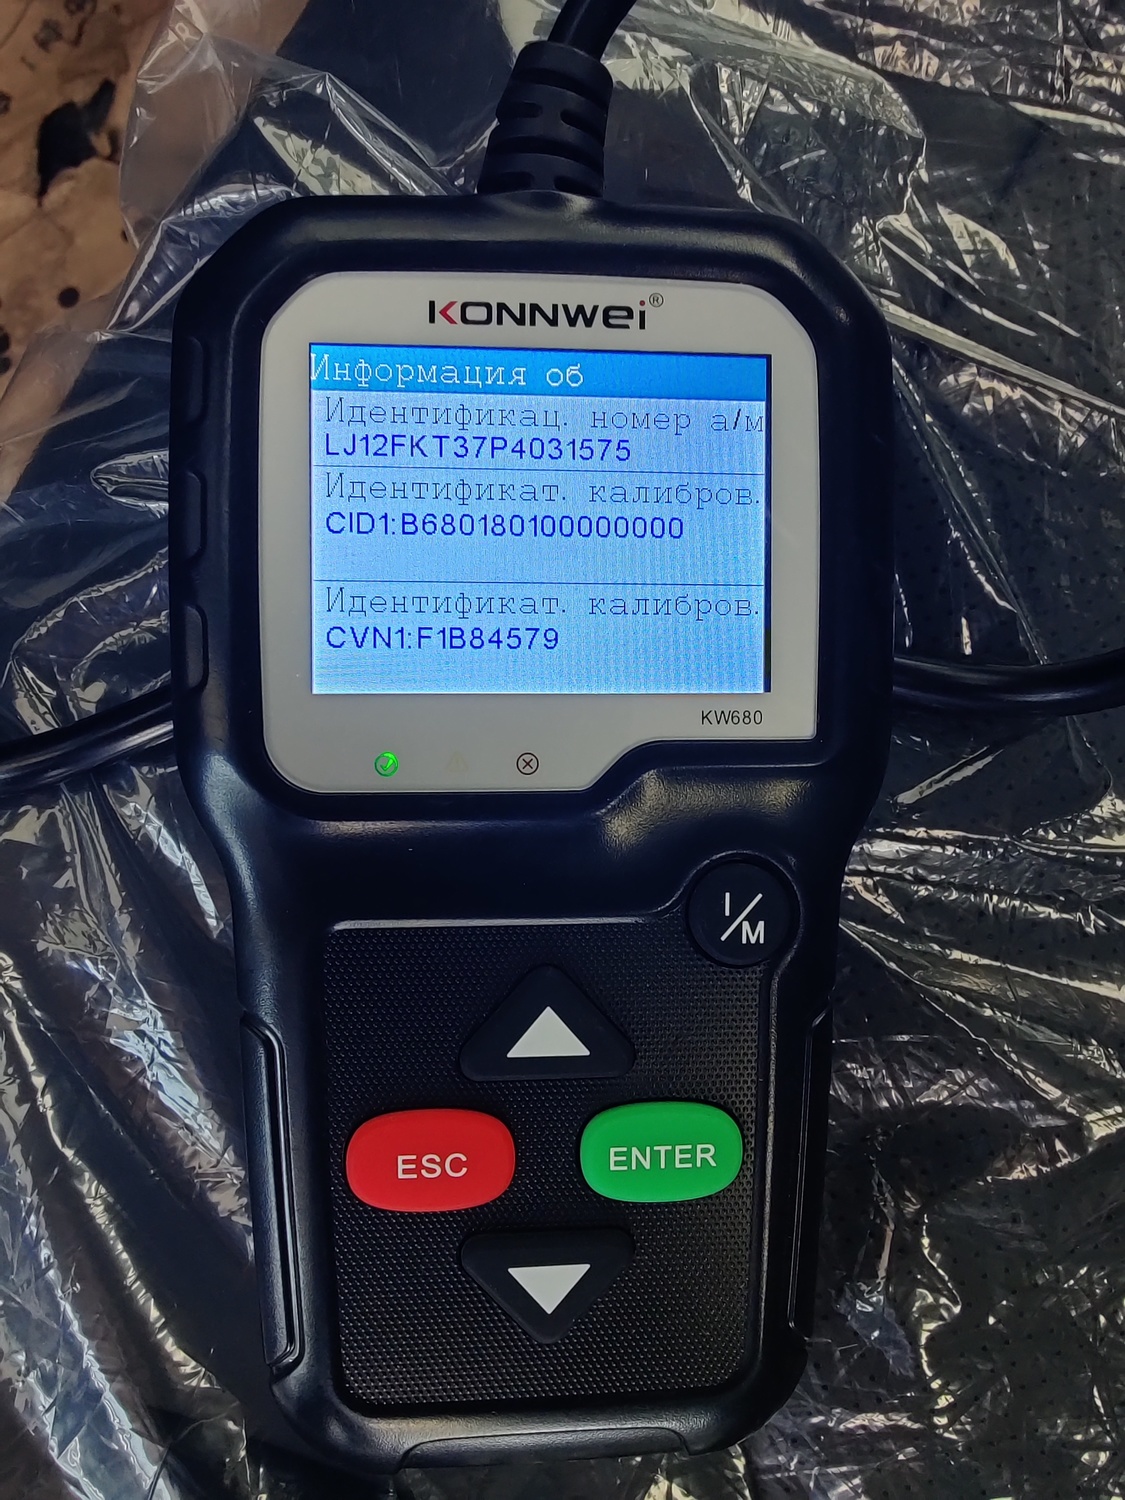 KONNWEI®
Информация об
Идентификац. номер а/м
LJ12FKT37P4031575
Идентификат. калибров.
CID1:B680180100000000
Идентификат. калибров.
CVN1:F1B84579
KW680
I/M
ESC
ENTER